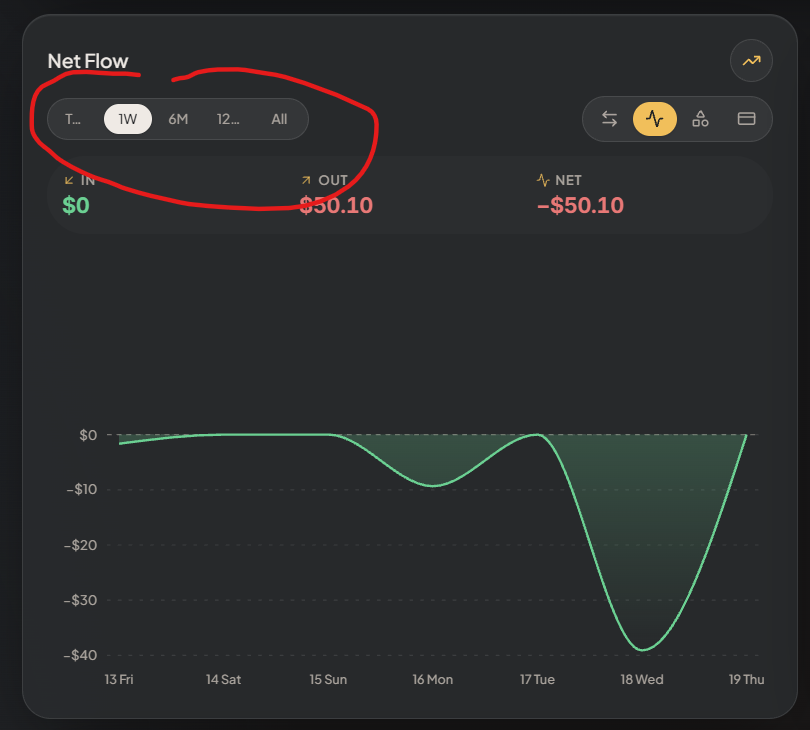 Net Flow
T... 1W 6M 12... All
IN OUT NET
$0 $50.10 –$50.10
$0
–$10
–$20
–$30
–$40
13 Fri 14 Sat 15 Sun 16 Mon 17 Tue 18 Wed 19 Thu